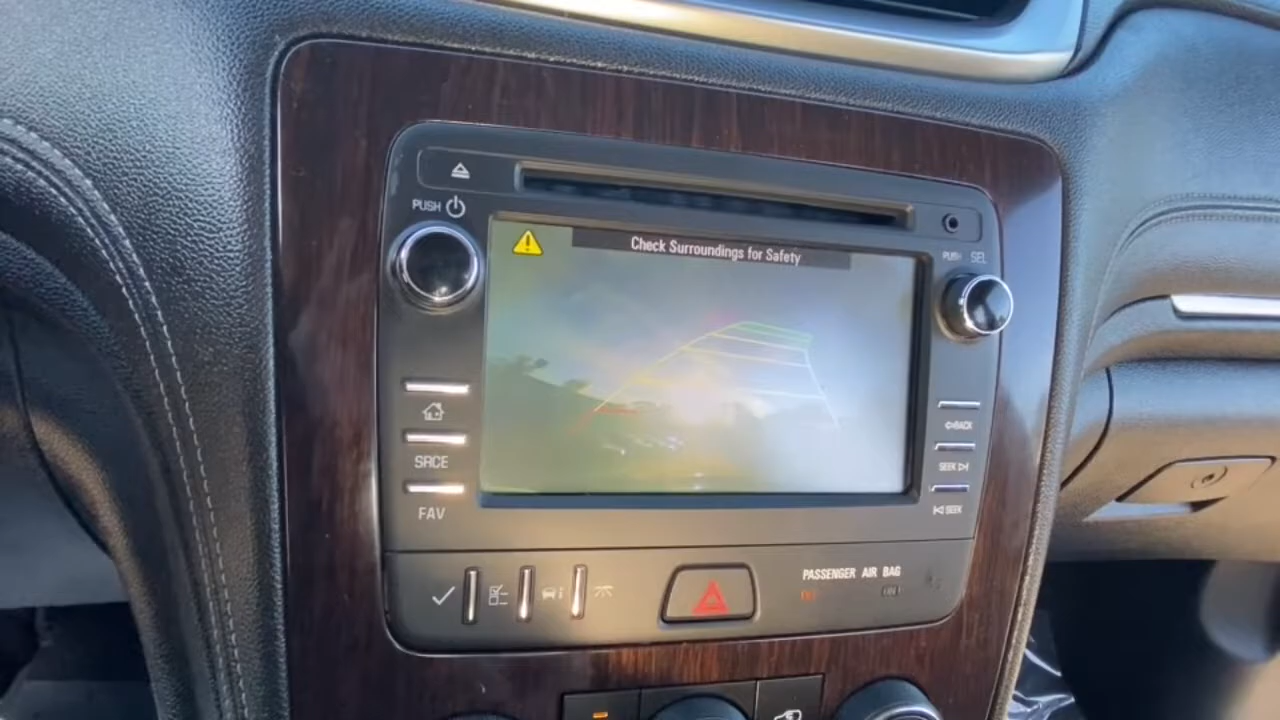 PUSH
Check Surroundings for Safety
PUSH SEL
BACK
SRCE
SEEK
FAV
SEEK
PASSENGER AIR BAG